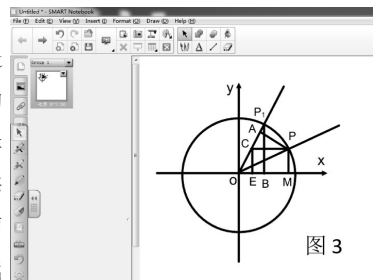 Untitled * - SMART Notebook
File (F) Edit (E) View (V) Insert (I) Format (O) Draw (D) Help (H)
Group 1
y
P₁
A
P
C
x
O
E
B
M
图 3